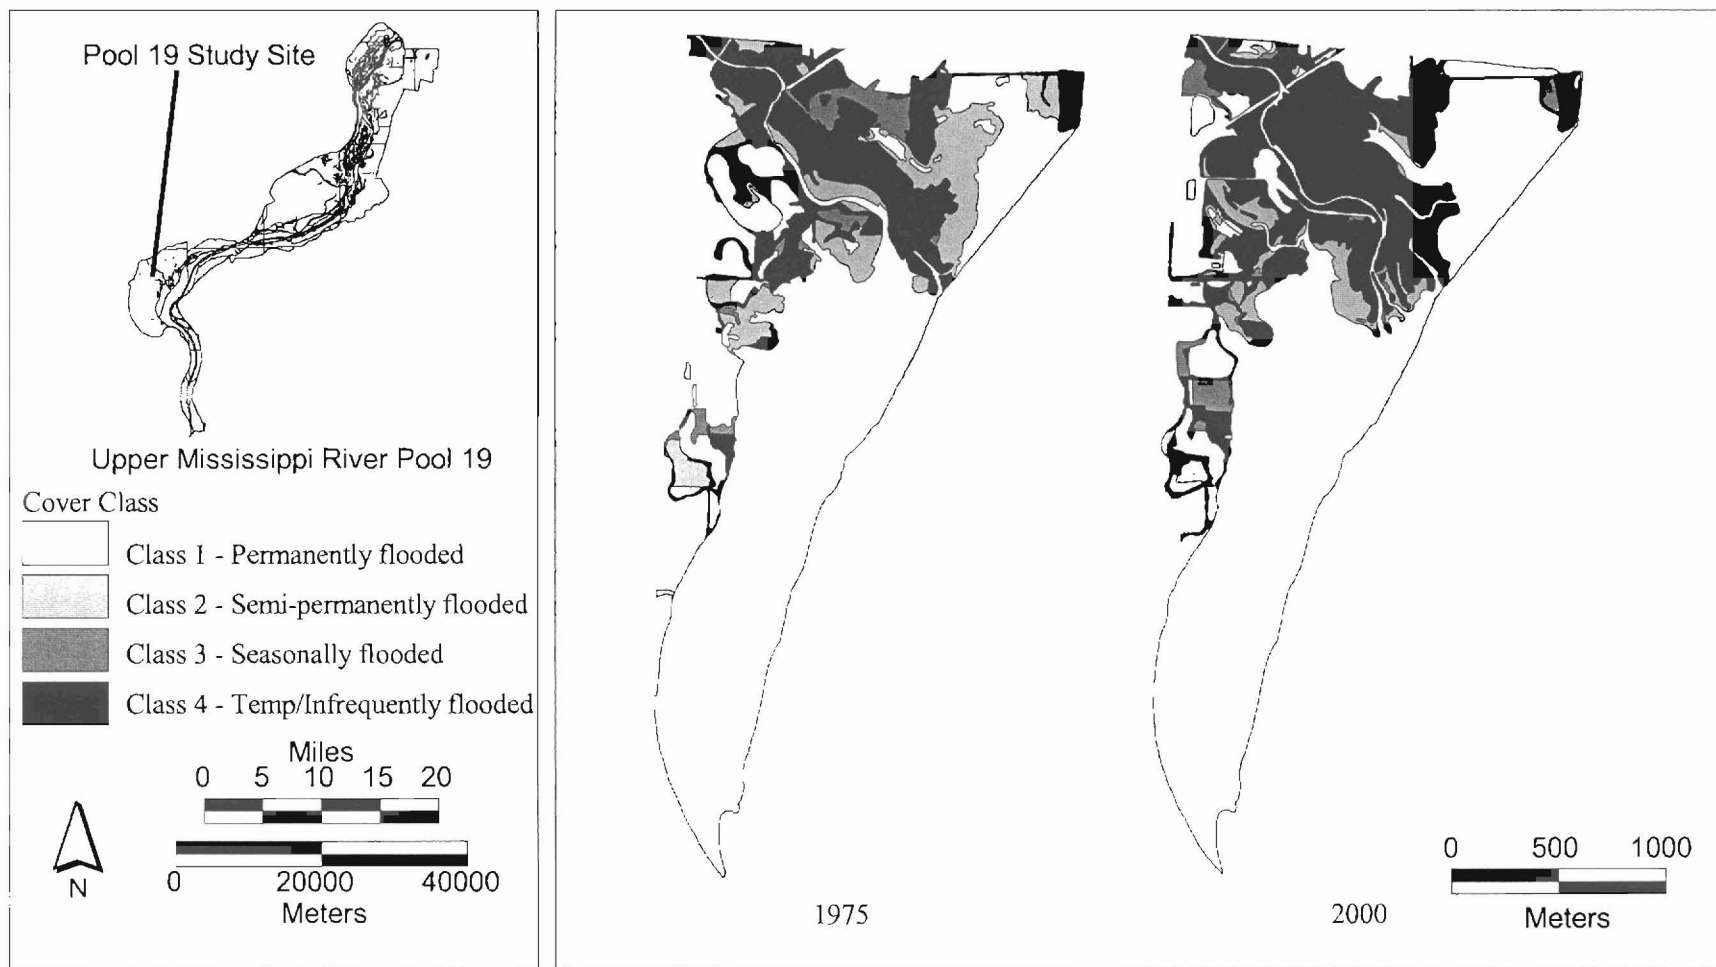 Pool 19 Study Site
Upper Mississippi River Pool 19
Cover Class
Class 1 - Permanently flooded
Class 2 - Semi-permanently flooded
Class 3 - Seasonally flooded
Class 4 - Temp/Infrequently flooded
Miles
0 5 10 15 20
N
0 20000 40000
Meters
1975
2000
0 500 1000
Meters